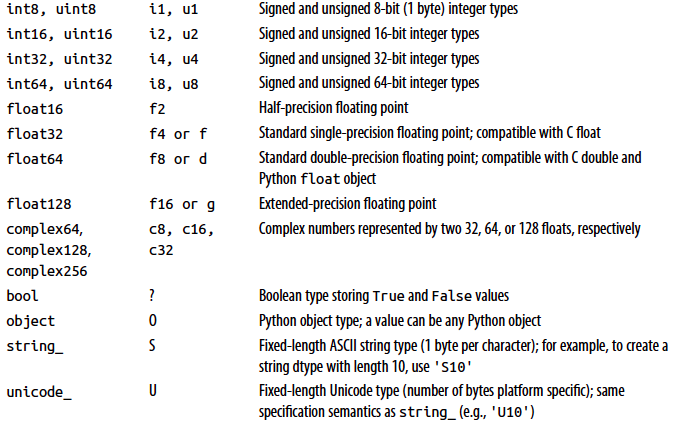 int8, uint8 i1, u1 Signed and unsigned 8-bit (1 byte) integer types
int16, uint16 i2, u2 Signed and unsigned 16-bit integer types
int32, uint32 i4, u4 Signed and unsigned 32-bit integer types
int64, uint64 i8, u8 Signed and unsigned 64-bit integer types
float16 f2 Half-precision floating point
float32 f4 or f Standard single-precision floating point; compatible with C float
float64 f8 or d Standard double-precision floating point; compatible with C double and
Python float object
float128 f16 or g Extended-precision floating point
complex64, c8, c16, Complex numbers represented by two 32, 64, or 128 floats, respectively
complex128, c32
complex256
bool ? Boolean type storing True and False values
object O Python object type; a value can be any Python object
string_ S Fixed-length ASCII string type (1 byte per character); for example, to create a
string dtype with length 10, use 'S10'
unicode_ U Fixed-length Unicode type (number of bytes platform specific); same
specification semantics as string_ (e.g., 'U10')